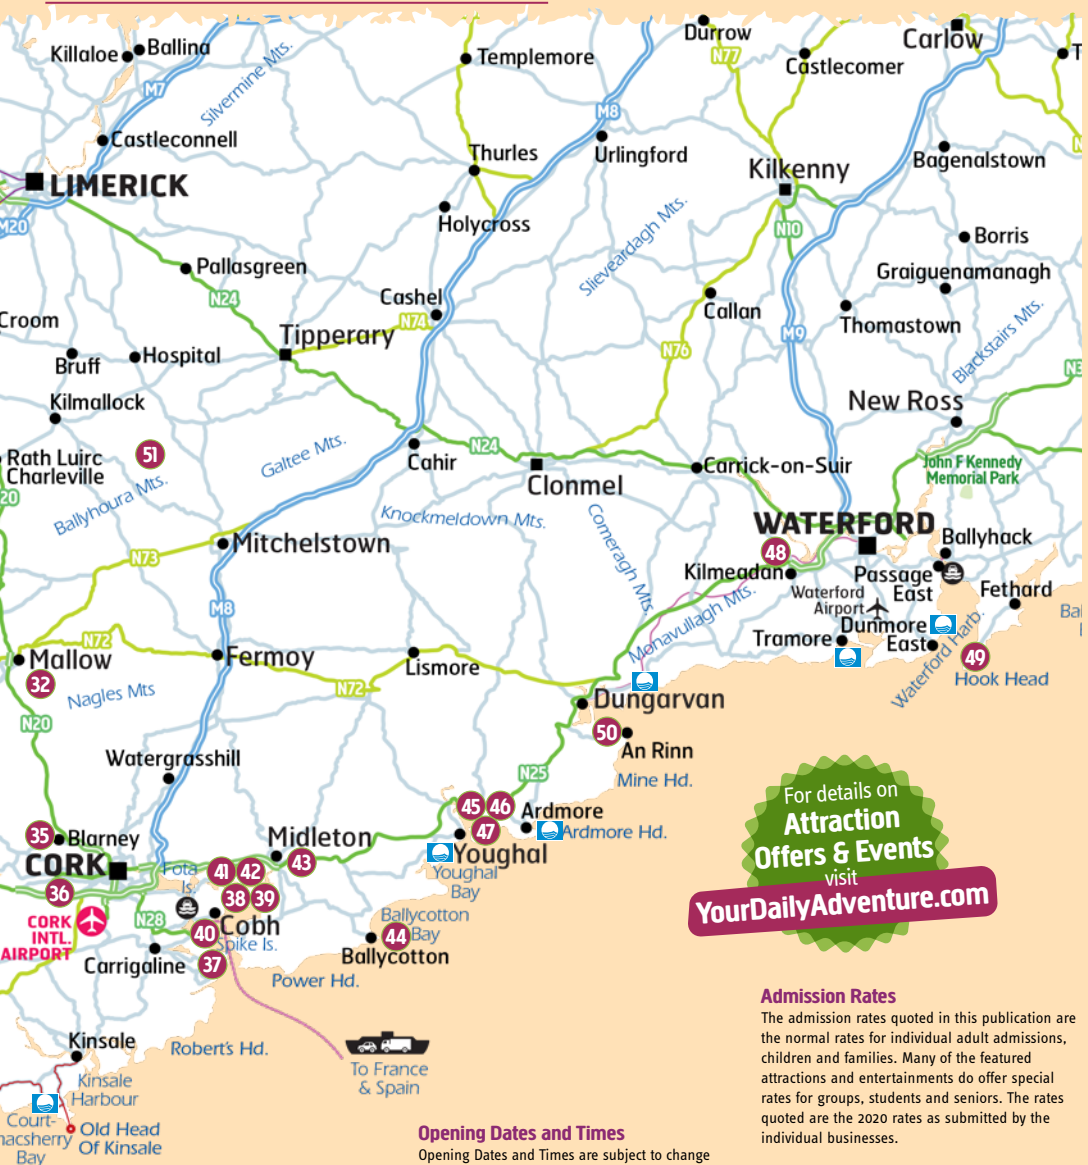 Durrow
Carlow
Killaloe
Ballina
Templemore
N77
Castlecomer
T
M7
Silvermine Mts.
M8
Castleconnell
Thurles
Urlingford
Bagenalstown
Kilkenny
LIMERICK
M20
Holycross
Slieveardagh Mts.
N10
Borris
Pallasgreen
N24
Cashel
Graiguenamanagh
Callan
Thomastown
Blackstairs Mts.
Croom
Tipperary
N74
M9
Bruff
Hospital
N76
N3
Kilmallock
New Ross
Rath Luirc
Charleville
51
Galtee Mts.
Cahir
N24
Clonmel
Carrick-on-Suir
John F Kennedy
Memorial Park
20
Ballyhoura Mts.
Knockmeldown Mts.
Comeragh Mts.
WATERFORD
Ballyhack
N73
Mitchelstown
48
Kilmeadan
Passage
East
Fethard
M8
Waterford
Airport
Monavullagh Mts.
Dunmore
East
Tramore
Waterford Harb.
49
Hook Head
N72
Mallow
32
Fermoy
Lismore
Nagles Mts
N72
N20
Dungarvan
50
An Rinn
Mine Hd.
Watergrasshill
N25
45
46
47
Ardmore
Ardmore Hd.
Youghal
Youghal
Bay
35
Blarney
CORK
36
Midleton
43
Fota
Is.
41
42
38
39
CORK
INTL.
AIRPORT
N28
Cobh
40
Spike Is.
37
Carrigaline
Ballycotton
Bay
44
Ballycotton
Power Hd.
Kinsale
Robert's Hd.
Kinsale
Harbour
To France
& Spain
Court-
macsherry
Bay
Old Head
Of Kinsale
For details on
Attraction
Offers & Events
visit
YourDailyAdventure.com
Admission Rates
The admission rates quoted in this publication are
the normal rates for individual adult admissions,
children and families. Many of the featured
attractions and entertainments do offer special
rates for groups, students and seniors. The rates
quoted are the 2020 rates as submitted by the
individual businesses.
Opening Dates and Times
Opening Dates and Times are subject to change